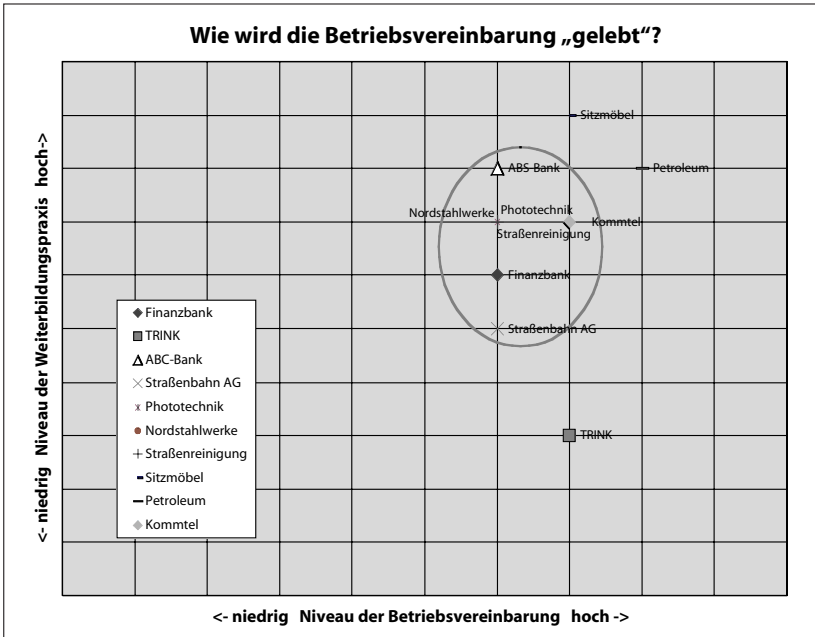 Wie wird die Betriebsvereinbarung „gelebt“?
<- niedrig Niveau der Weiterbildungspraxis hoch->
Sitzmöbel
ABS-Bank
Petroleum
Nordstahlwerke
Phototechnik
Kommtel
Straßenreinigung
Finanzbank
Straßenbahn AG
TRINK
Finanzbank
TRINK
ABC-Bank
Straßenbahn AG
Phototechnik
Nordstahlwerke
Straßenreinigung
Sitzmöbel
Petroleum
Kommtel
<- niedrig Niveau der Betriebsvereinbarung hoch ->